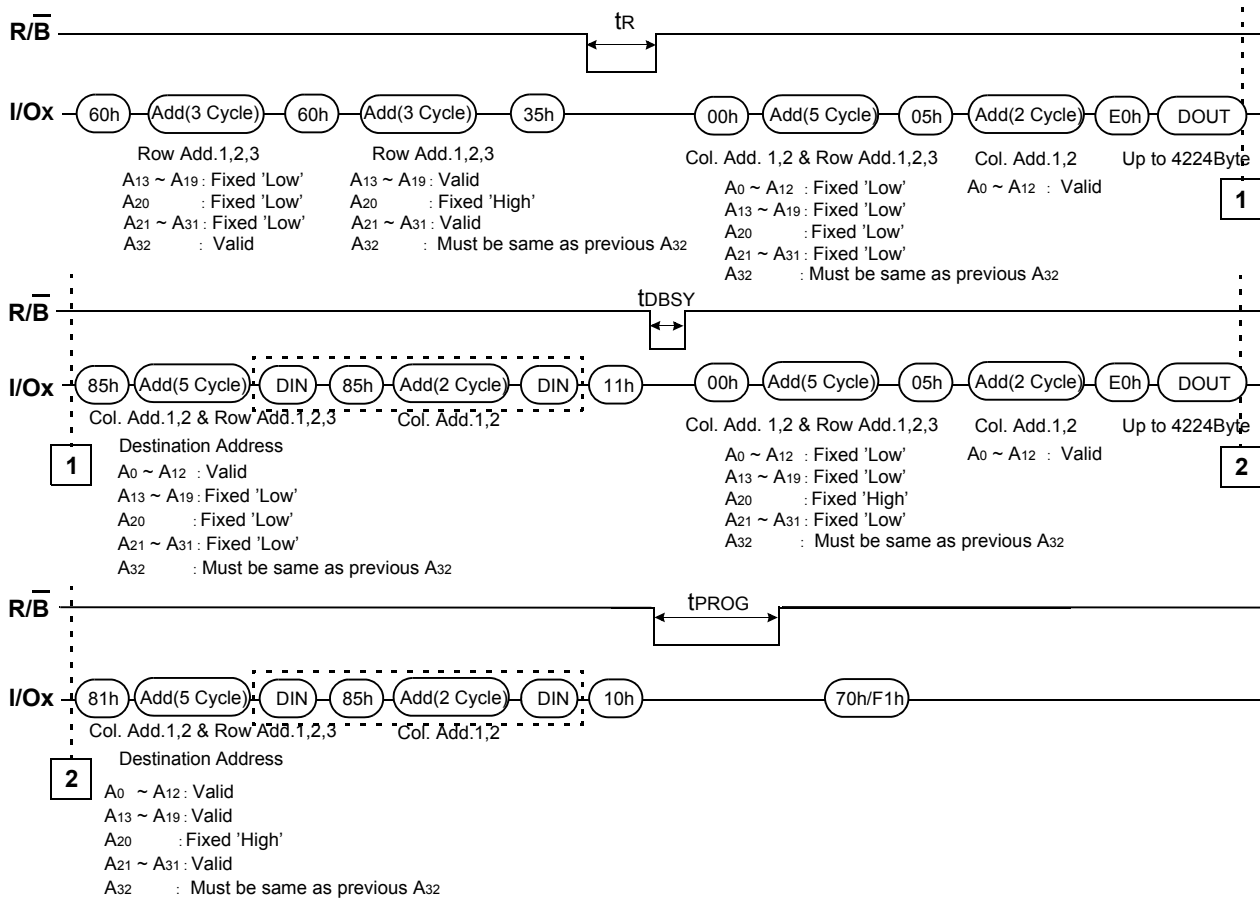 tR
R/B
I/Ox 60h Add(3 Cycle) 60h Add(3 Cycle) 35h 00h Add(5 Cycle) 05h Add(2 Cycle) E0h DOUT
Row Add.1,2,3 Row Add.1,2,3 Col. Add. 1,2 & Row Add.1,2,3 Col. Add.1,2 Up to 4224Byte
A13 ~ A19 : Fixed 'Low' A13 ~ A19 : Valid A0 ~ A12 : Fixed 'Low' A0 ~ A12 : Valid
A20 : Fixed 'Low' A20 : Fixed 'High' A13 ~ A19 : Fixed 'Low' 1
A21 ~ A31 : Fixed 'Low' A21 ~ A31 : Valid A20 : Fixed 'Low'
A32 : Valid A32 : Must be same as previous A32 A21 ~ A31 : Fixed 'Low'
A32 : Must be same as previous A32
tDBSY
R/B
I/Ox 85h Add(5 Cycle) DIN 85h Add(2 Cycle) DIN 11h 00h Add(5 Cycle) 05h Add(2 Cycle) E0h DOUT
Col. Add.1,2 & Row Add.1,2,3 Col. Add.1,2 Col. Add. 1,2 & Row Add.1,2,3 Col. Add.1,2 Up to 4224Byte
1 Destination Address A0 ~ A12 : Fixed 'Low' A0 ~ A12 : Valid 2
A0 ~ A12 : Valid A13 ~ A19 : Fixed 'Low'
A13 ~ A19 : Fixed 'Low' A20 : Fixed 'High'
A20 : Fixed 'Low' A21 ~ A31 : Fixed 'Low'
A21 ~ A31 : Fixed 'Low' A32 : Must be same as previous A32
A32 : Must be same as previous A32
tPROG
R/B
I/Ox 81h Add(5 Cycle) DIN 85h Add(2 Cycle) DIN 10h 70h/F1h
Col. Add.1,2 & Row Add.1,2,3 Col. Add.1,2
Destination Address
2
A0 ~ A12 : Valid
A13 ~ A19 : Valid
A20 : Fixed 'High'
A21 ~ A31 : Valid
A32 : Must be same as previous A32